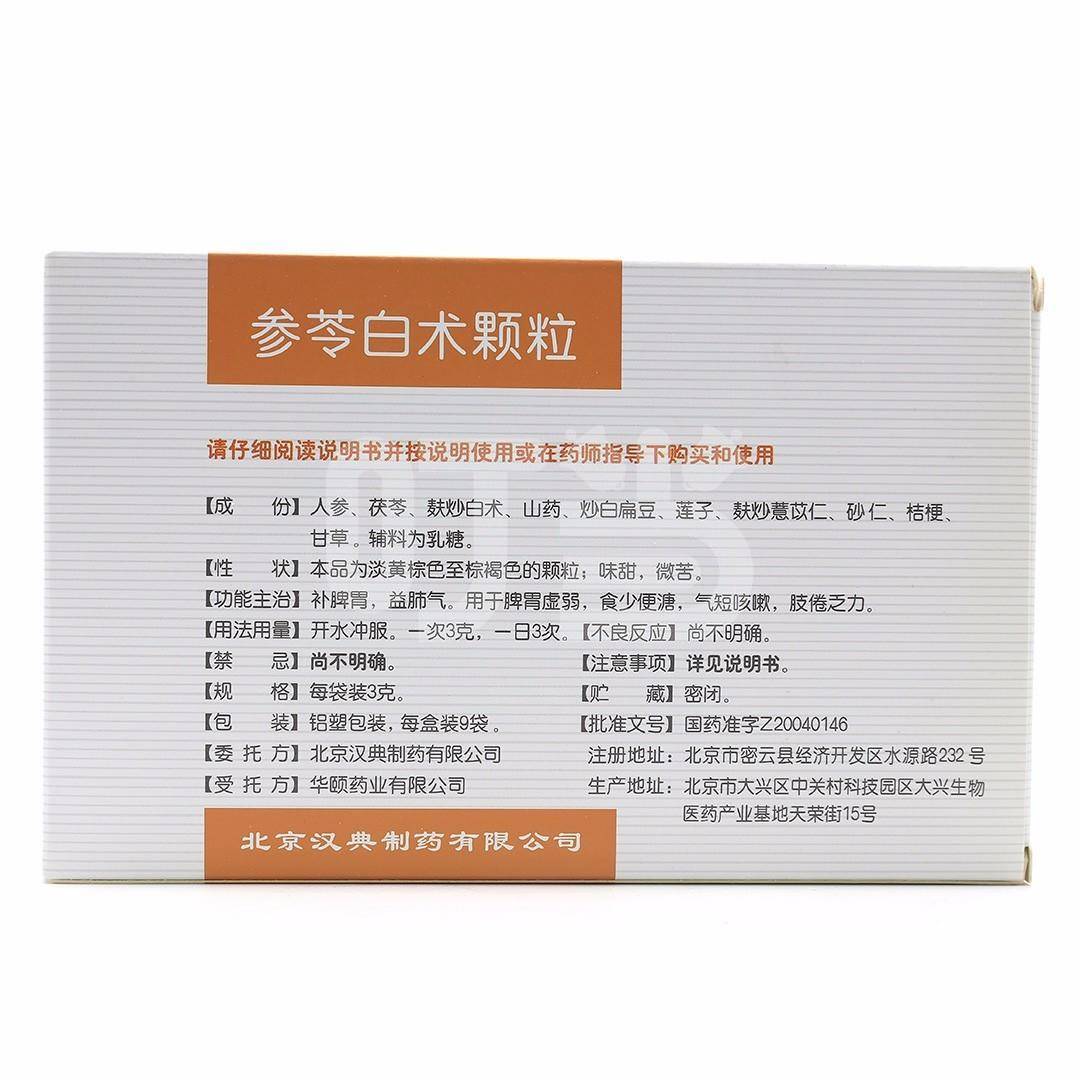 参苓白术颗粒
请仔细阅读说明书并按说明使用或在药师指导下购买和使用
【成 份】人参、茯苓、麸炒白术、山药、炒白扁豆、莲子、麸炒薏苡仁、砂仁、桔梗、
甘草。辅料为乳糖。
【性 状】本品为淡黄棕色至棕褐色的颗粒；味甜，微苦。
【功能主治】补脾胃，益肺气。用于脾胃虚弱，食少便溏，气短咳嗽，肢倦乏力。
【用法用量】开水冲服。一次3克，一日3次。【不良反应】尚不明确。
【禁 忌】尚不明确。 【注意事项】详见说明书。
【规 格】每袋装3克。 【贮 藏】密闭。
【包 装】铝塑包装，每盒装9袋。 【批准文号】国药准字Z20040146
【委 托 方】北京汉典制药有限公司 注册地址：北京市密云县经济开发区水源路232号
【受 托 方】华颐药业有限公司 生产地址：北京市大兴区中关村科技园区大兴生物
医药产业基地天荣街15号
北京汉典制药有限公司